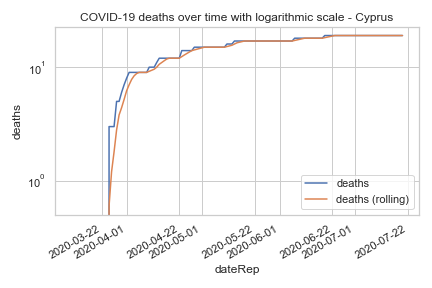 COVID-19 deaths over time with logarithmic scale - Cyprus
deaths
10¹
10⁰
deaths
deaths (rolling)
2020-03-22
2020-04-01
2020-04-22
2020-05-01
2020-05-22
2020-06-01
2020-06-22
2020-07-01
2020-07-22
dateRep